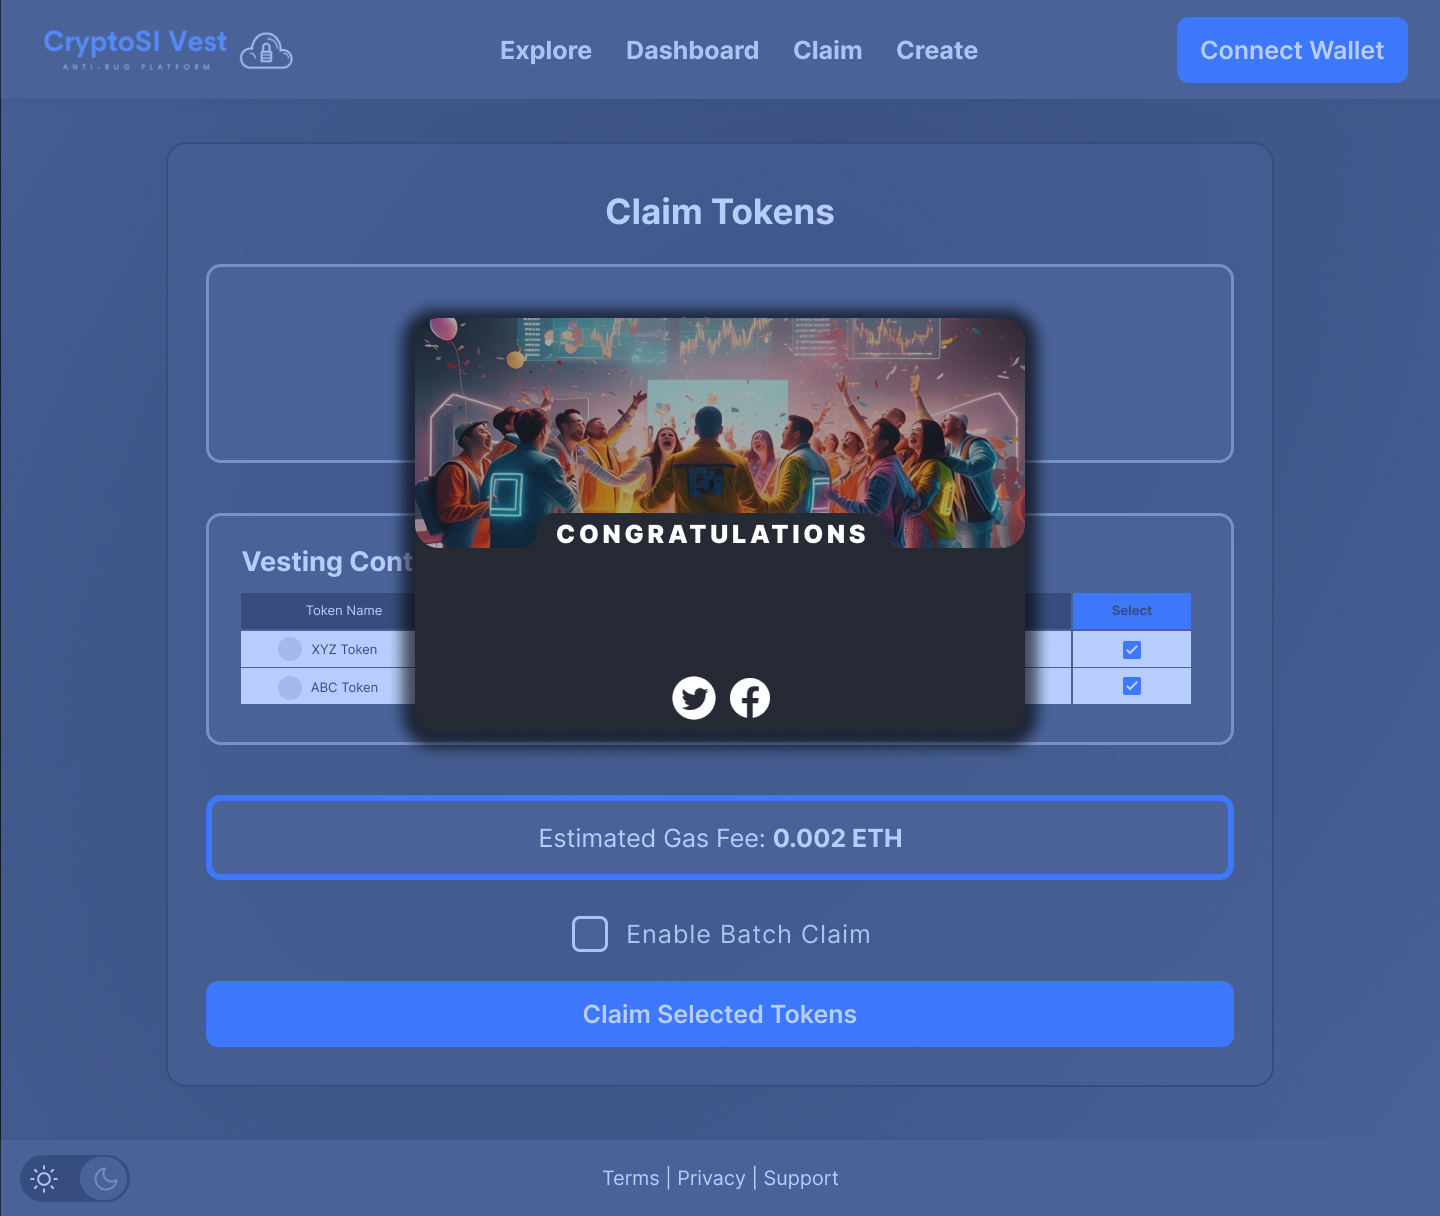 CryptoSI Vest
ANTI-RUG PLATFORM
Explore Dashboard Claim Create
Connect Wallet
Claim Tokens
CONGRATULATIONS
Vesting Cont
Token Name
Select
XYZ Token
ABC Token
Estimated Gas Fee: 0.002 ETH
Enable Batch Claim
Claim Selected Tokens
Terms | Privacy | Support